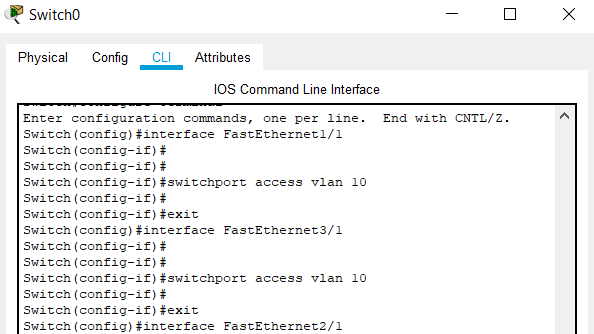 Switch0
Physical Config CLI Attributes
IOS Command Line Interface
Enter configuration commands, one per line.  End with CNTL/Z.
Switch(config)#interface FastEthernet1/1
Switch(config-if)#
Switch(config-if)#
Switch(config-if)#switchport access vlan 10
Switch(config-if)#
Switch(config-if)#exit
Switch(config)#interface FastEthernet3/1
Switch(config-if)#
Switch(config-if)#
Switch(config-if)#switchport access vlan 10
Switch(config-if)#
Switch(config-if)#exit
Switch(config)#interface FastEthernet2/1